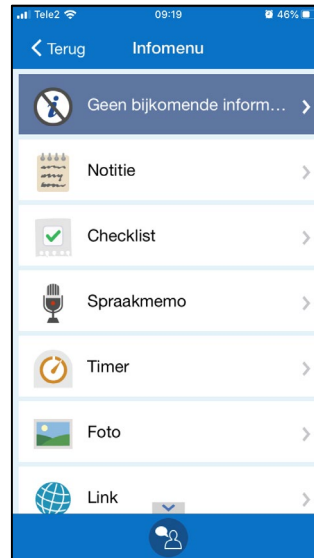 Tele2 09:19 46%
Terug Infomenu
Geen bijkomende inform...
Notitie
Checklist
Spraakmemo
Timer
Foto
Link